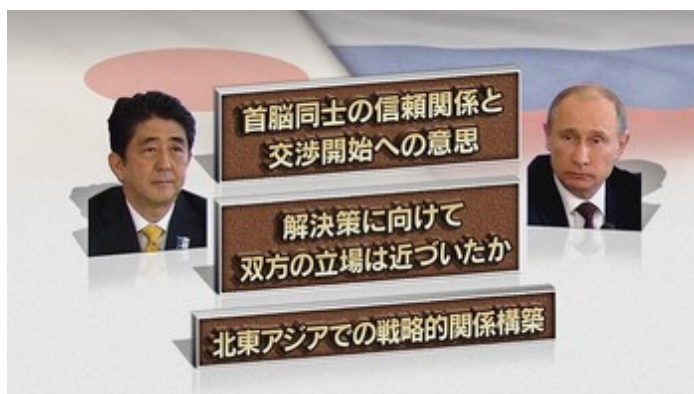 首脳同士の信頼関係と
交渉開始への意思
解決策に向けて
双方の立場は近づいたか
北東アジアでの戦略的関係構築